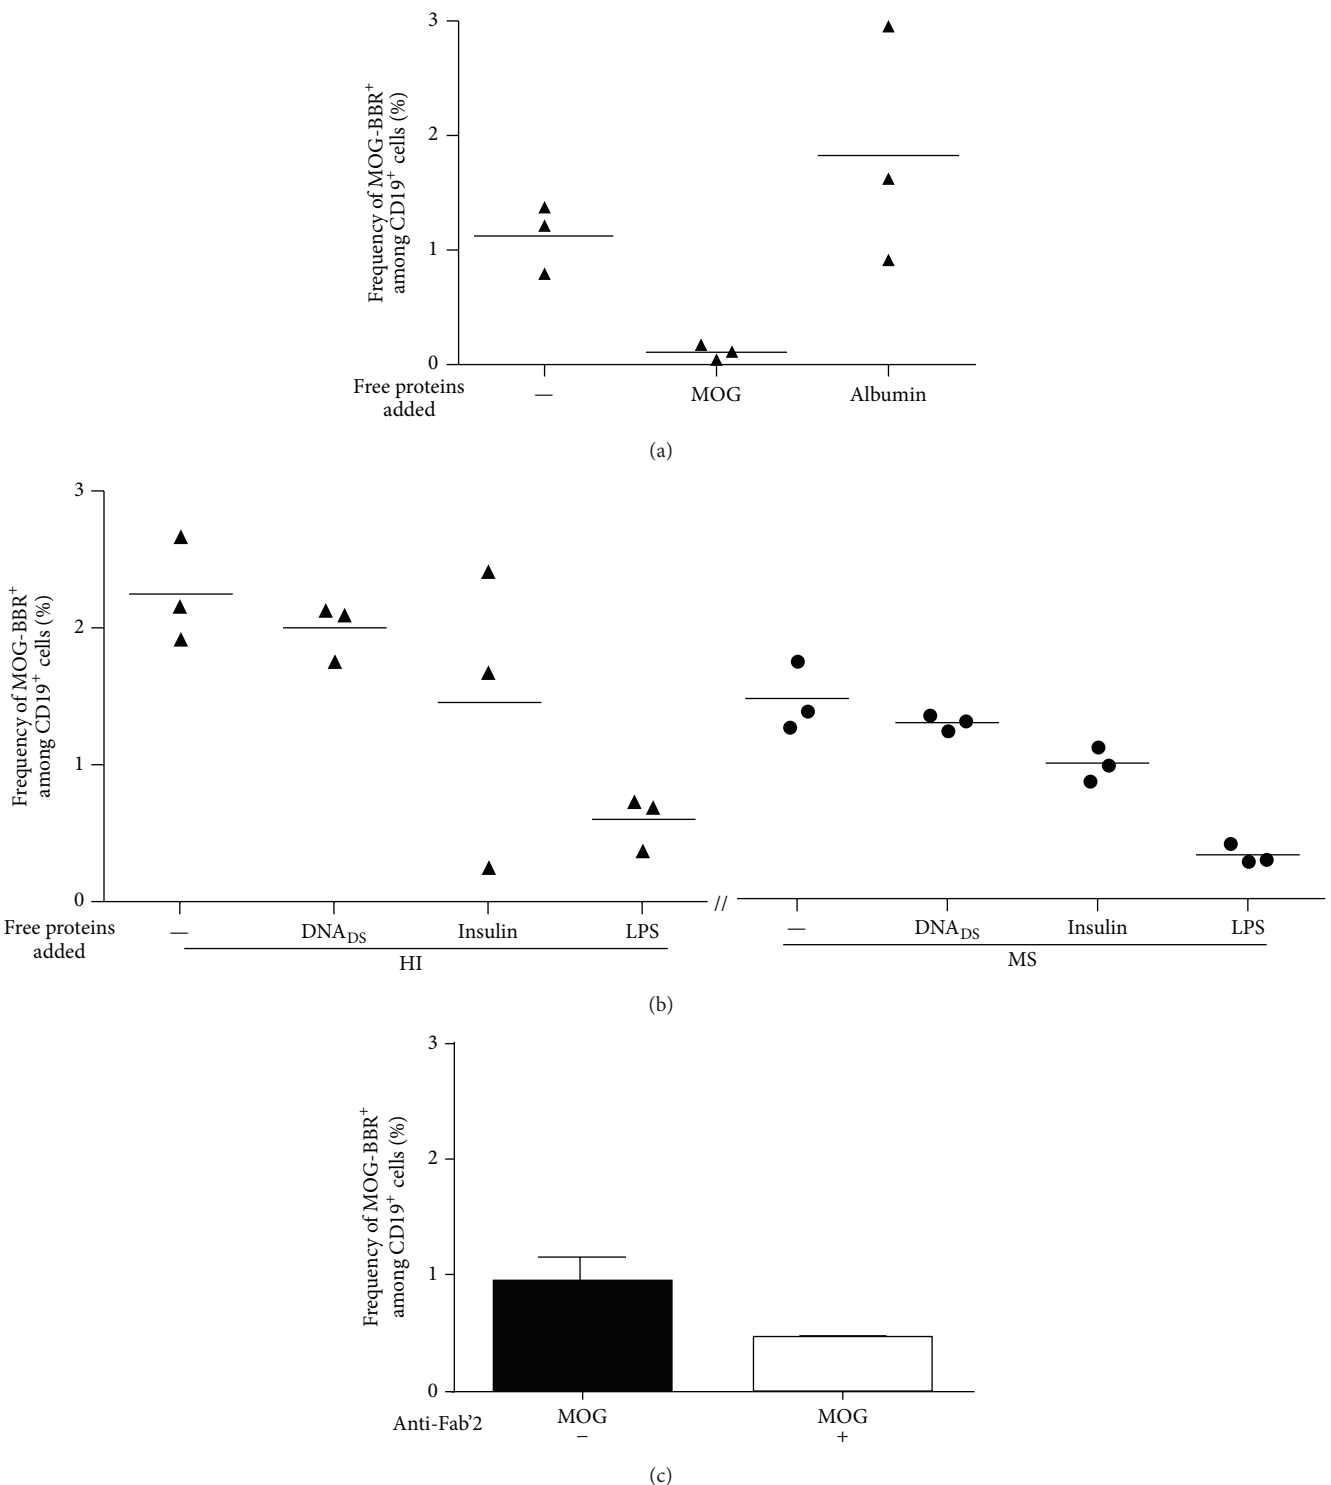 3
2
1
0
Frequency of MOG-BBR⁺
among CD19⁺ cells (%)
Free proteins
added
— MOG Albumin
(a)
3
2
1
0
Frequency of MOG-BBR⁺
among CD19⁺ cells (%)
//
Free proteins
added
— DNA_DS Insulin LPS — DNA_DS Insulin LPS
HI MS
(b)
3
2
1
0
Frequency of MOG-BBR⁺
among CD19⁺ cells (%)
MOG MOG
Anti-Fab'2
− +
(c)